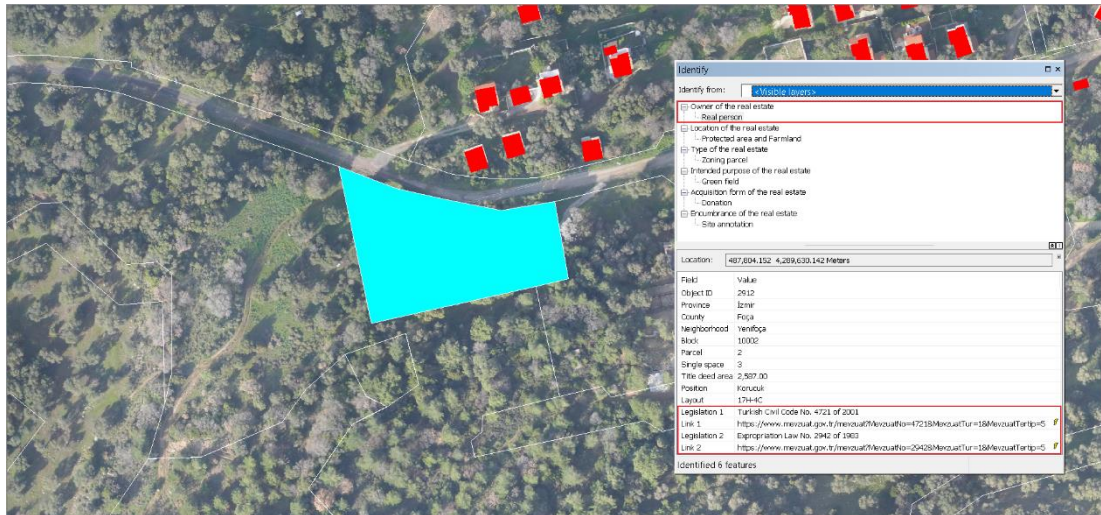 Identify
Identify from: <Visible layers>
Owner of the real estate
Real person
Location of the real estate
Protected area and Farmland
Type of the real estate
Zoning parcel
Intended purpose of the real estate
Green field
Acquisition form of the real estate
Donation
Encumbrance of the real estate
Site annotation
Location: 487,804.152 4,289,630.142 Meters
Field Value
Object ID 2912
Province İzmir
County Foça
Neighborhood Yenifoça
Block 10002
Parcel 2
Single space 3
Title deed area 2,587.00
Position Korucuk
Layout 17H-4C
Legislation 1 Turkish Civil Code No. 4721 of 2001
Link 1 https://www.mevzuat.gov.tr/mevzuat?MevzuatNo=4721&MevzuatTur=1&MevzuatTertip=5
Legislation 2 Expropriation Law No. 2942 of 1983
Link 2 https://www.mevzuat.gov.tr/mevzuat?MevzuatNo=2942&MevzuatTur=1&MevzuatTertip=5
Identified 6 features